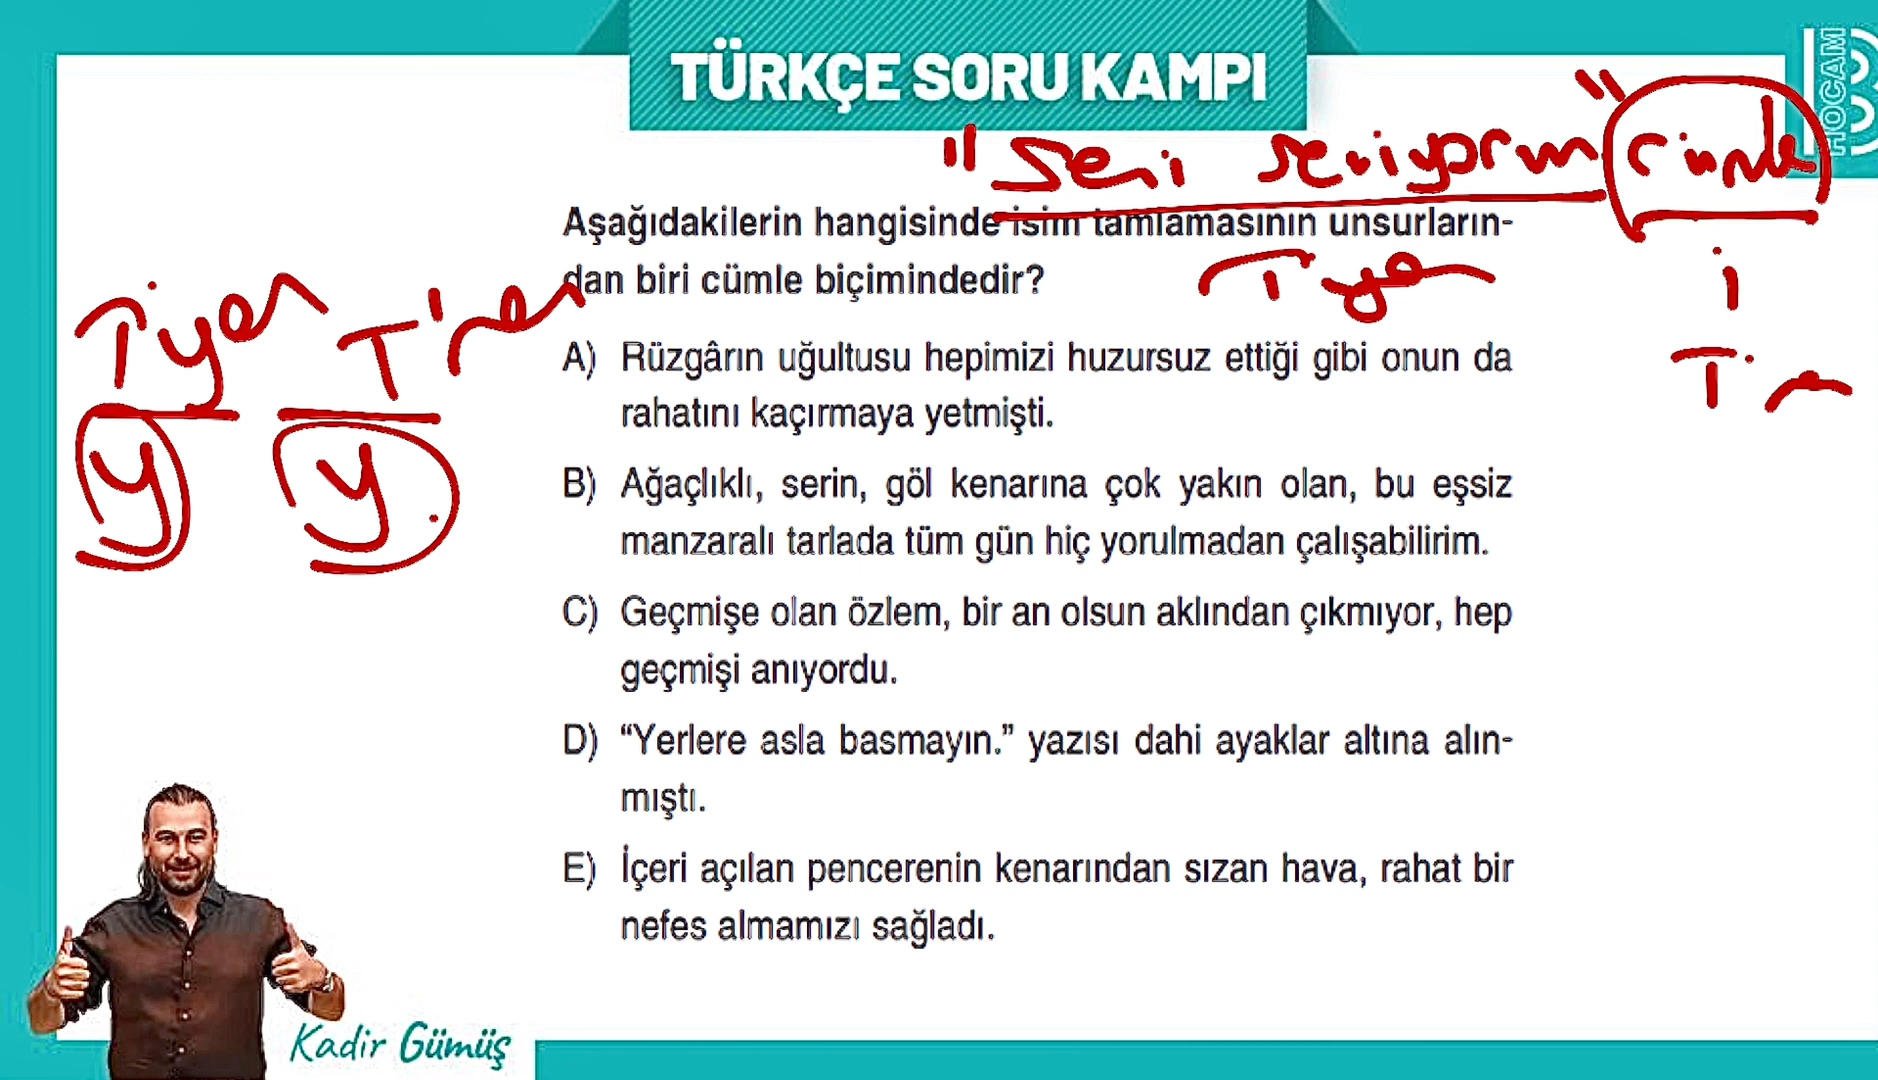 TÜRKÇE SORU KAMPI
HOCAM
"Seni seviyorum"
Aşağıdakilerin hangisinde isim tamlamasının unsurların-
dan biri cümle biçimindedir?
A) Rüzgârın uğultusu hepimizi huzursuz ettiği gibi onun da
rahatını kaçırmaya yetmişti.
B) Ağaçlıklı, serin, göl kenarına çok yakın olan, bu eşsiz
manzaralı tarlada tüm gün hiç yorulmadan çalışabilirim.
C) Geçmişe olan özlem, bir an olsun aklından çıkmıyor, hep
geçmişi anıyordu.
D) “Yerlere asla basmayın.” yazısı dahi ayaklar altına alın-
mıştı.
E) İçeri açılan pencerenin kenarından sızan hava, rahat bir
nefes almamızı sağladı.
y y
Kadir Gümüş